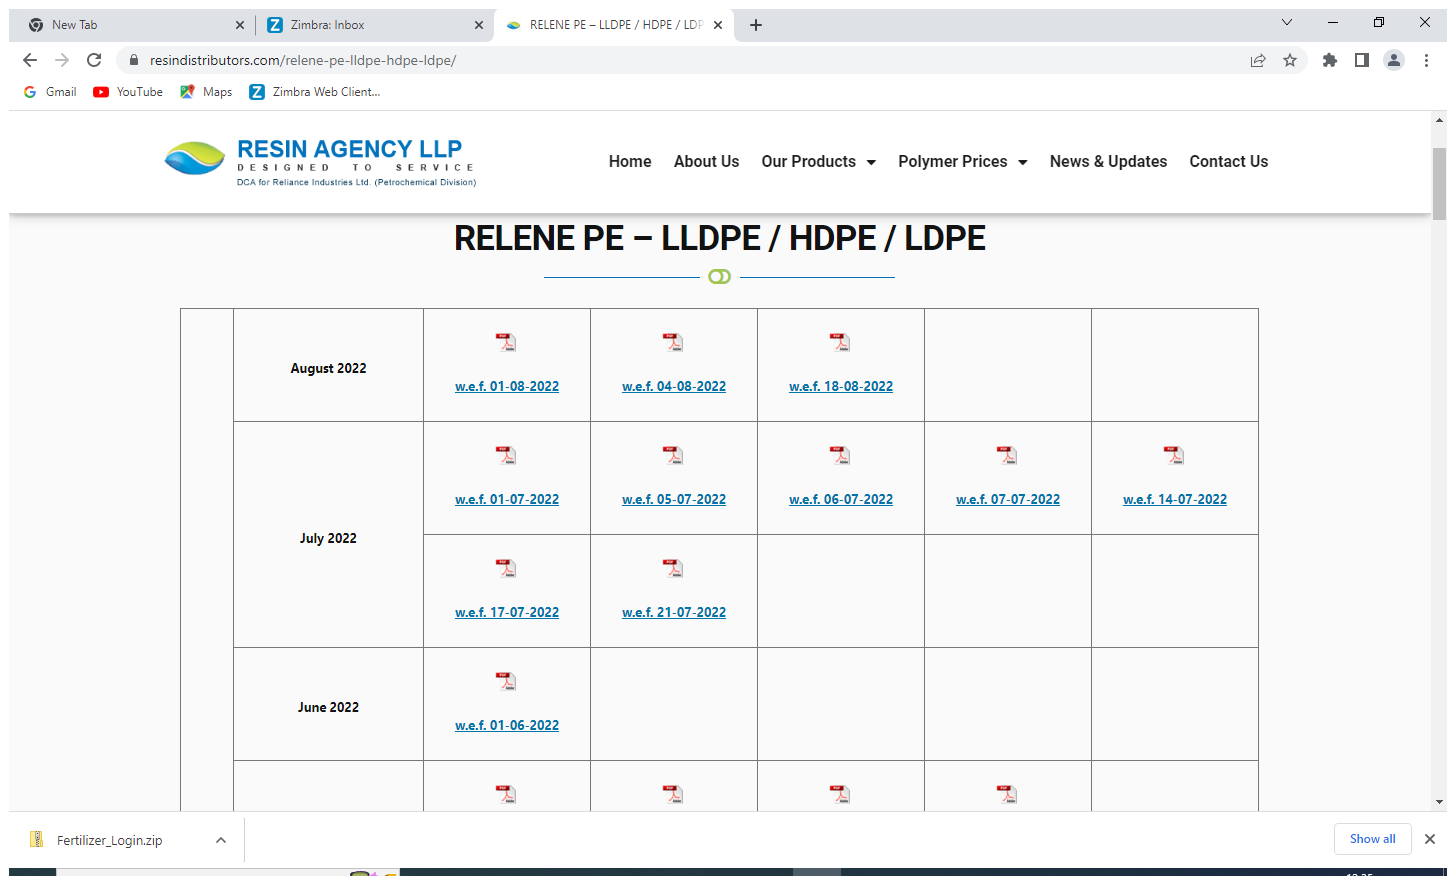 New Tab
Zimbra: Inbox
RELENE PE – LLDPE / HDPE / LDP
resindistributors.com/relene-pe-lldpe-hdpe-ldpe/
Gmail YouTube Maps Zimbra Web Client...
RESIN AGENCY LLP
DESIGNED TO SERVICE
DCA for Reliance Industries Ltd. (Petrochemical Division)
Home About Us Our Products Polymer Prices News & Updates Contact Us
RELENE PE – LLDPE / HDPE / LDPE
August 2022
w.e.f. 01-08-2022 w.e.f. 04-08-2022 w.e.f. 18-08-2022
July 2022
w.e.f. 01-07-2022 w.e.f. 05-07-2022 w.e.f. 06-07-2022 w.e.f. 07-07-2022 w.e.f. 14-07-2022
w.e.f. 17-07-2022 w.e.f. 21-07-2022
June 2022
w.e.f. 01-06-2022
Fertilizer_Login.zip
Show all